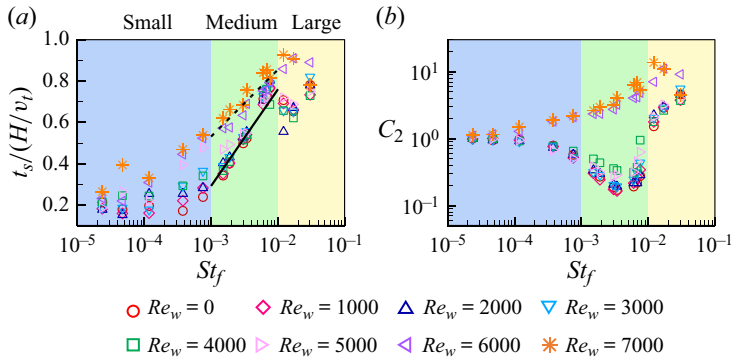 (a) Small Medium Large
(b)
t_s/(H/v_t)
1.0
0.8
0.6
0.4
0.2
10^-5 10^-4 10^-3 10^-2 10^-1
St_f
C_2
10^1
10^0
10^-1
10^-5 10^-4 10^-3 10^-2 10^-1
St_f
Re_w = 0 Re_w = 1000 Re_w = 2000 Re_w = 3000
Re_w = 4000 Re_w = 5000 Re_w = 6000 Re_w = 7000